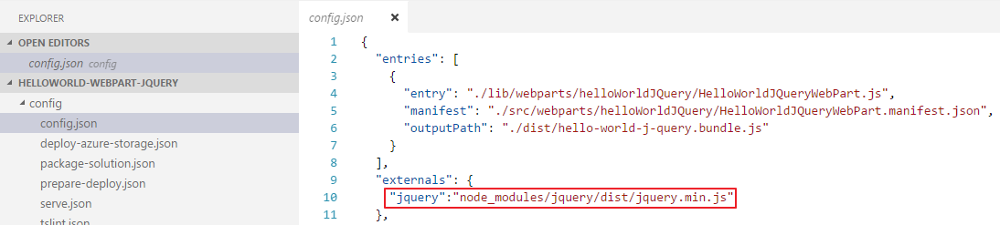 EXPLORER
OPEN EDITORS
config.json config
HELLOWORLD-WEBPART-JQUERY
config
config.json
deploy-azure-storage.json
package-solution.json
prepare-deploy.json
serve.json
tslint.json
config.json ×
1 {
2 "entries": [
3 {
4 "entry": "./lib/webparts/helloWorldJQuery/HelloWorldJQueryWebPart.js",
5 "manifest": "./src/webparts/helloWorldJQuery/HelloWorldJQueryWebPart.manifest.json",
6 "outputPath": "./dist/hello-world-j-query.bundle.js"
7 }
8 ],
9 "externals": {
10 "jquery":"node_modules/jquery/dist/jquery.min.js"
11 },